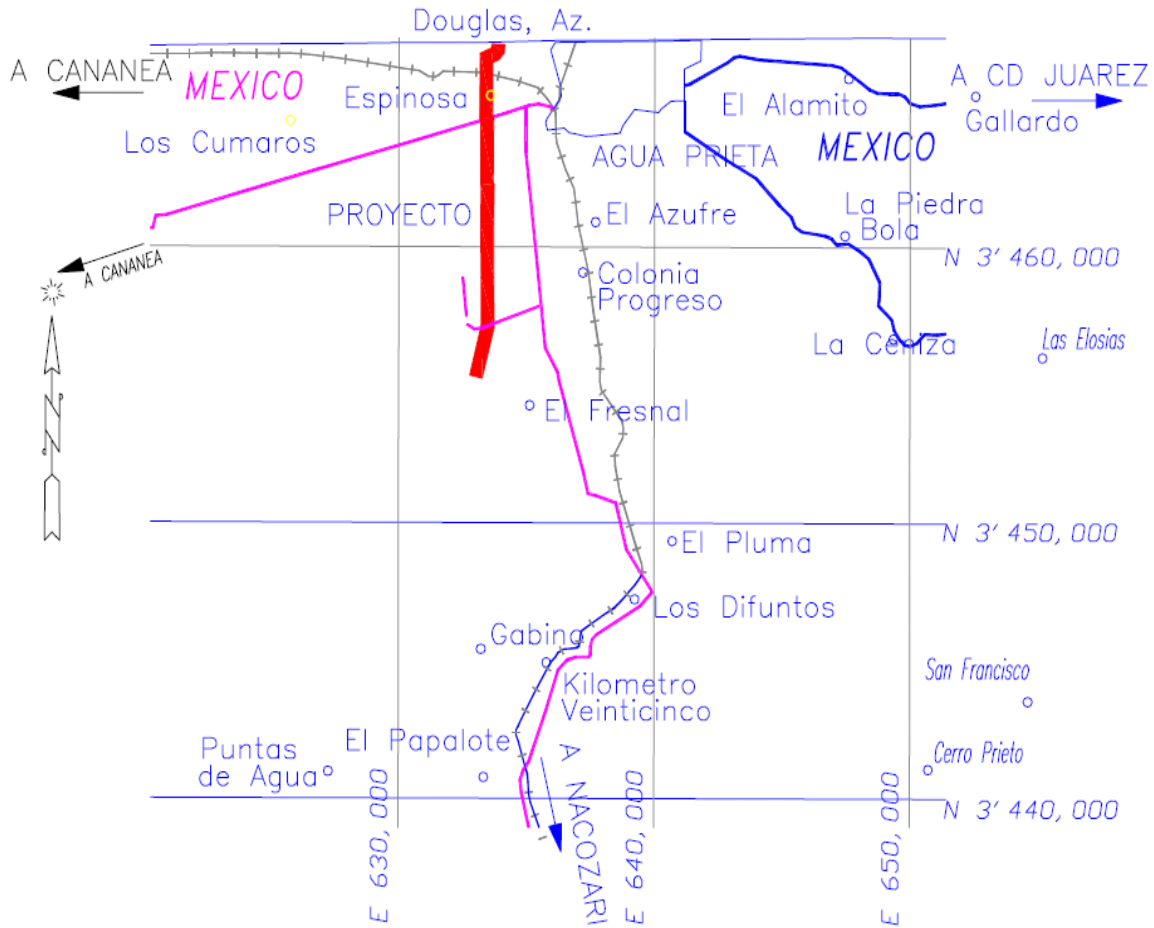 Douglas, Az.
A CANANEA
MEXICO
Espinosa
Los Cumaros
El Alamito
A CD JUAREZ
Gallardo
AGUA PRIETA
MEXICO
PROYECTO
El Azufre
La Piedra
Bola
N 3' 460, 000
A CANANEA
Colonia
Progreso
La Ceniza
Las Elosias
N
El Fresnal
N 3' 450, 000
El Pluma
Los Difuntos
Gabino
San Francisco
Kilometro
Veinticinco
El Papalote
Puntas
de Agua
Cerro Prieto
A NACOZARI
N 3' 440, 000
E 630, 000
E 640, 000
E 650, 000